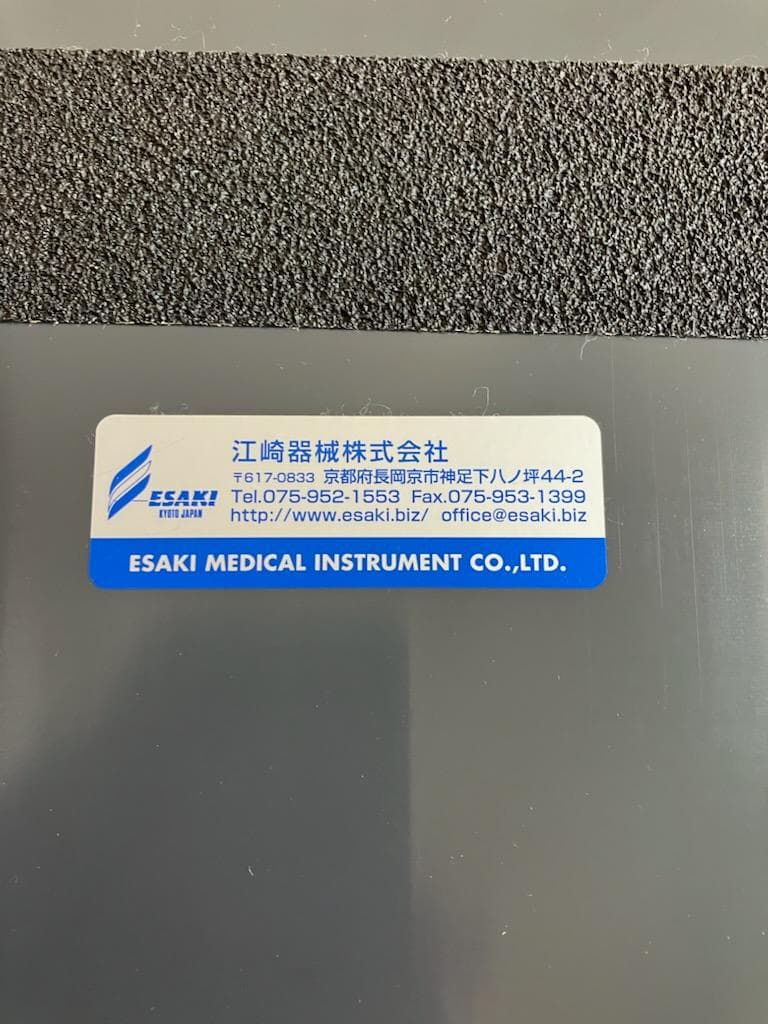 ESAKI
KYOTO JAPAN
江崎器械株式会社
〒617-0833 京都府長岡京市神足下八ノ坪44-2
Tel.075-952-1553 Fax.075-953-1399
http://www.esaki.biz/ office@esaki.biz
ESAKI MEDICAL INSTRUMENT CO.,LTD.